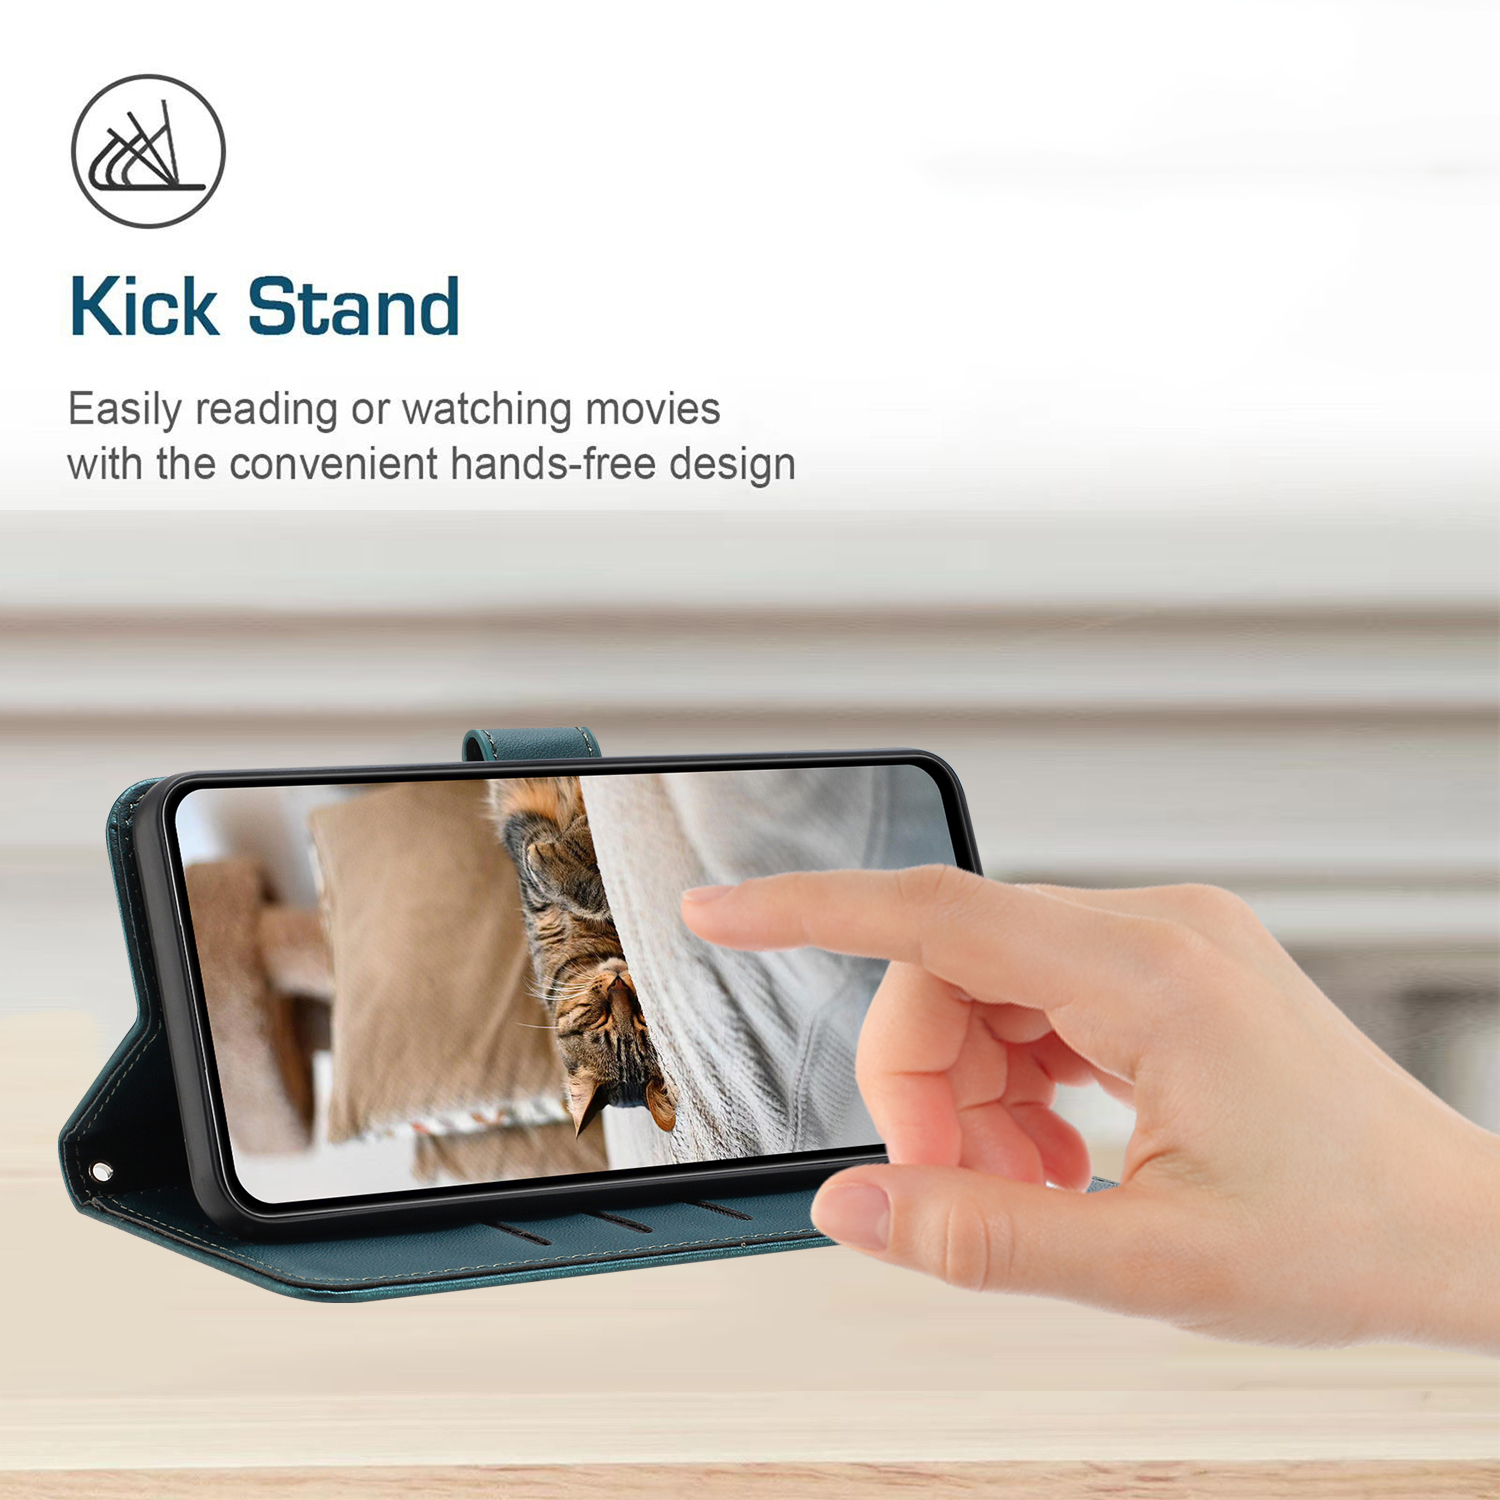 Kick Stand
Easily reading or watching movies
with the convenient hands-free design